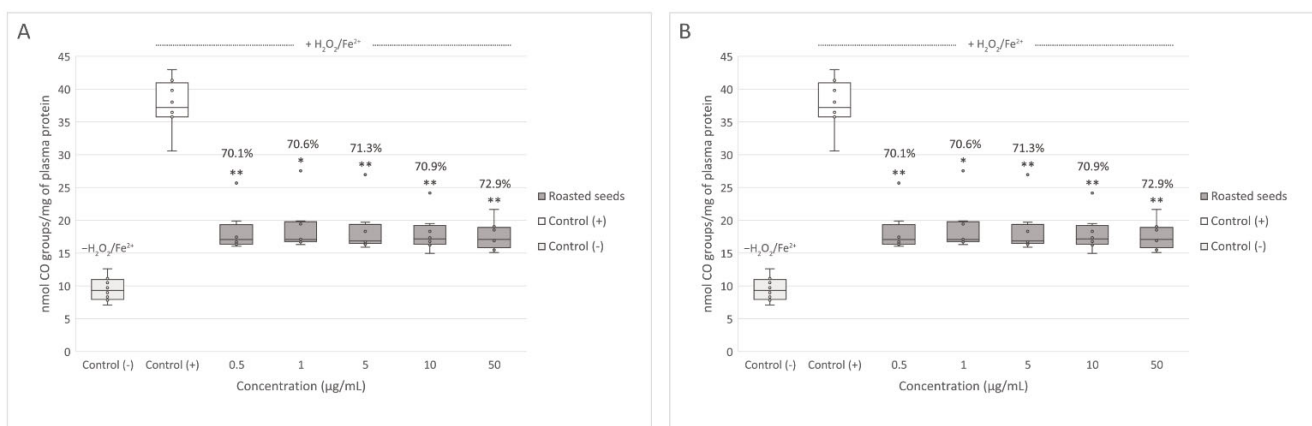 A
+ H₂O₂/Fe²⁺
45
40
35
30
25
20
15
10
5
0
nmol CO groups/mg of plasma protein
70.1%
**
70.6%
*
71.3%
**
70.9%
**
72.9%
**
−H₂O₂/Fe²⁺
Control (-)
Control (+)
0.5
1
5
10
50
Concentration (µg/mL)
Roasted seeds
Control (+)
Control (-)
B
+ H₂O₂/Fe²⁺
45
40
35
30
25
20
15
10
5
0
nmol CO groups/mg of plasma protein
70.1%
**
70.6%
*
71.3%
**
70.9%
**
72.9%
**
−H₂O₂/Fe²⁺
Control (-)
Control (+)
0.5
1
5
10
50
Concentration (µg/mL)
Roasted seeds
Control (+)
Control (-)